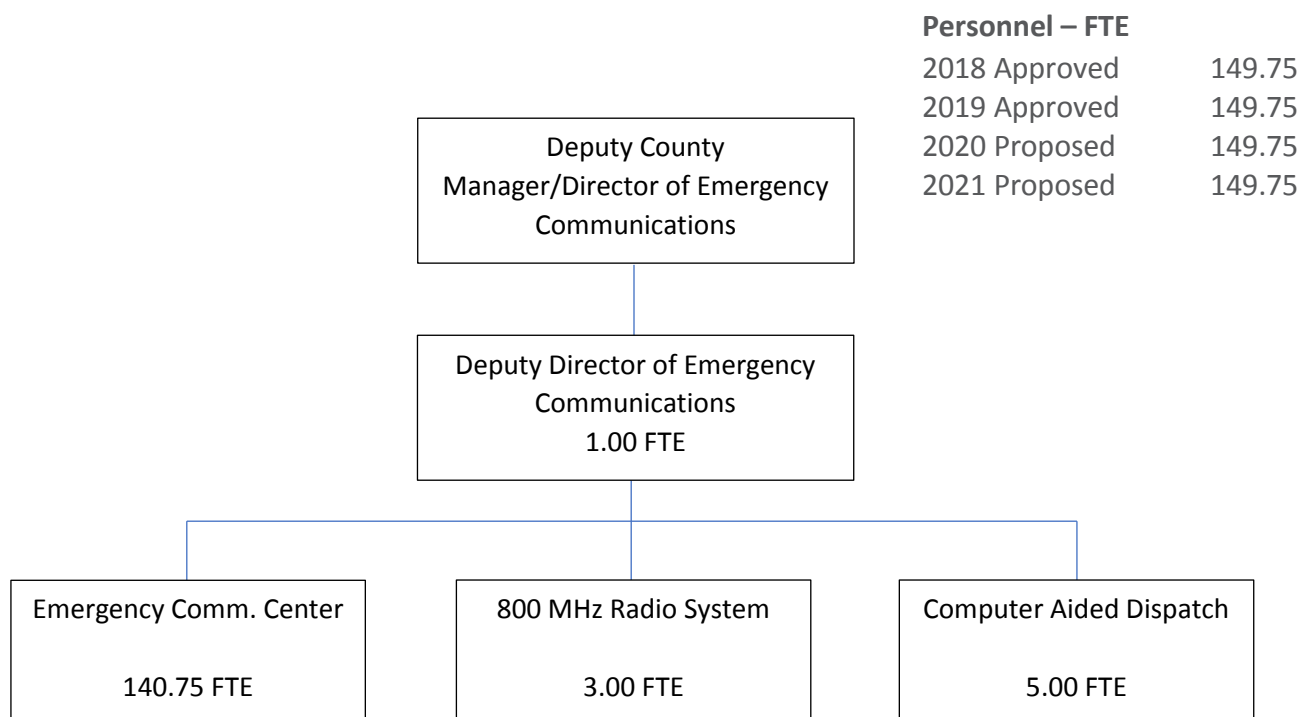 Personnel – FTE
2018 Approved 149.75
2019 Approved 149.75
2020 Proposed 149.75
2021 Proposed 149.75
Deputy County
Manager/Director of Emergency
Communications
Deputy Director of Emergency
Communications
1.00 FTE
Emergency Comm. Center
140.75 FTE
800 MHz Radio System
3.00 FTE
Computer Aided Dispatch
5.00 FTE